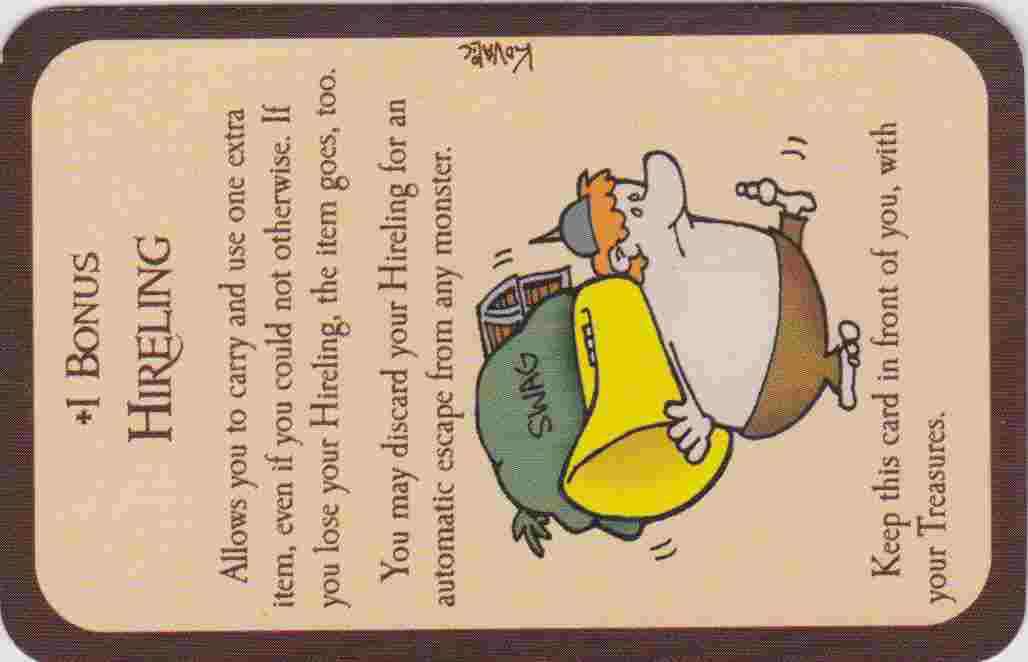 +1 BONUS
HIRELING
Allows you to carry and use one extra
item, even if you could not otherwise. If
you lose your Hireling, the item goes, too.
You may discard your Hireling for an
automatic escape from any monster.
KOVALIC
SWAG
Keep this card in front of you, with
your Treasures.